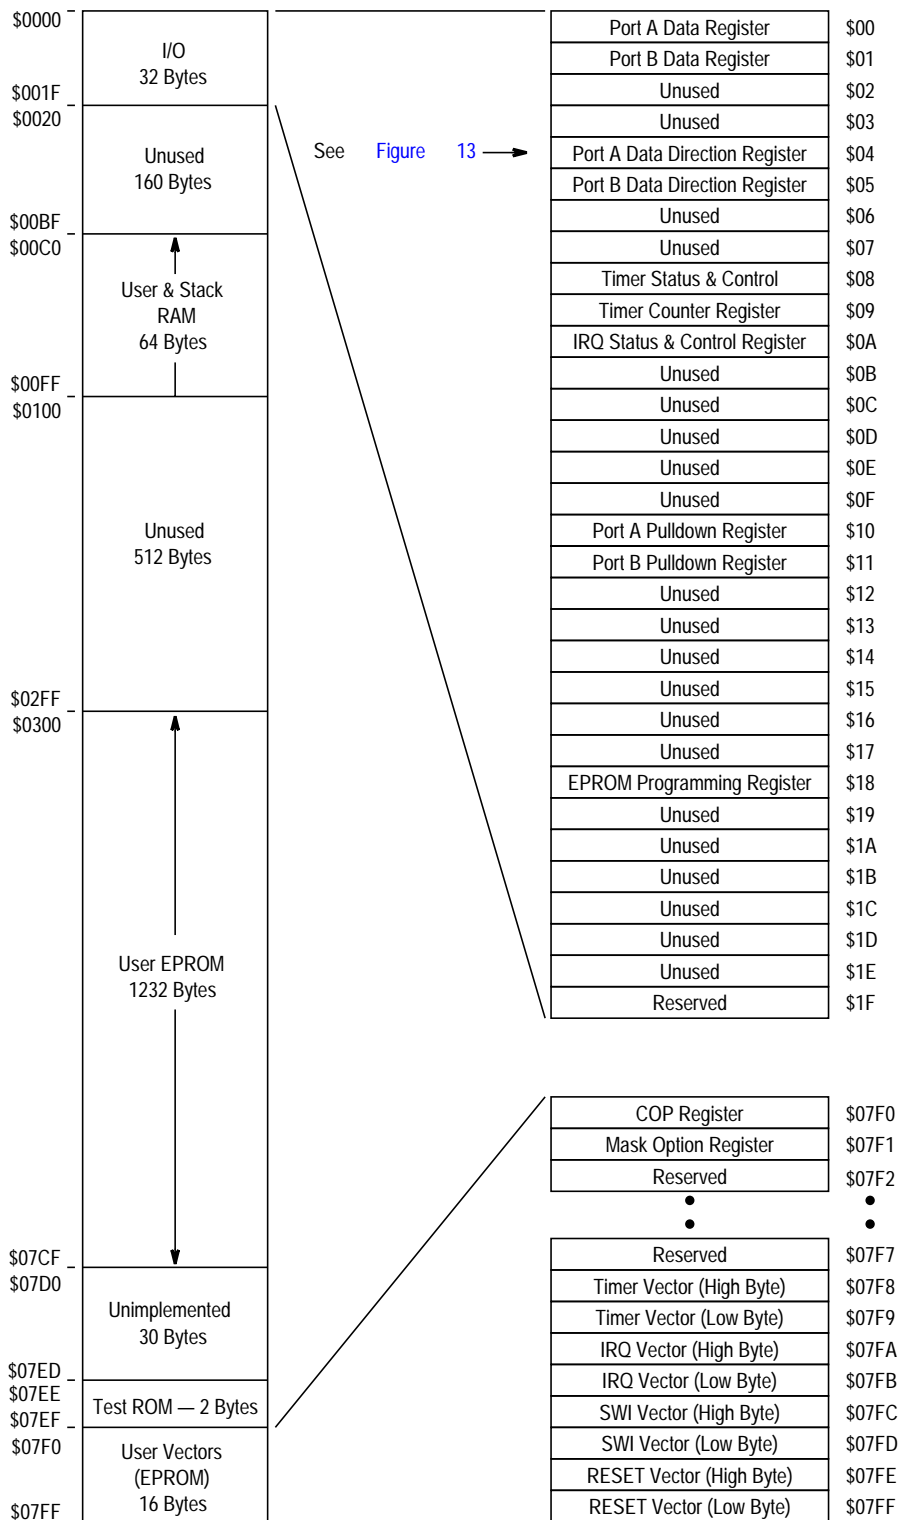 $0000
I/O
32 Bytes
$001F
$0020
Unused
160 Bytes
$00BF
$00C0
User & Stack
RAM
64 Bytes
$00FF
$0100
Unused
512 Bytes
$02FF
$0300
User EPROM
1232 Bytes
$07CF
$07D0
Unimplemented
30 Bytes
$07ED
$07EE
Test ROM — 2 Bytes
$07EF
$07F0
User Vectors
(EPROM)
16 Bytes
$07FF
See Figure 13
Port A Data Register $00
Port B Data Register $01
Unused $02
Unused $03
Port A Data Direction Register $04
Port B Data Direction Register $05
Unused $06
Unused $07
Timer Status & Control $08
Timer Counter Register $09
IRQ Status & Control Register $0A
Unused $0B
Unused $0C
Unused $0D
Unused $0E
Unused $0F
Port A Pulldown Register $10
Port B Pulldown Register $11
Unused $12
Unused $13
Unused $14
Unused $15
Unused $16
Unused $17
EPROM Programming Register $18
Unused $19
Unused $1A
Unused $1B
Unused $1C
Unused $1D
Unused $1E
Reserved $1F
COP Register $07F0
Mask Option Register $07F1
Reserved $07F2
Reserved $07F7
Timer Vector (High Byte) $07F8
Timer Vector (Low Byte) $07F9
IRQ Vector (High Byte) $07FA
IRQ Vector (Low Byte) $07FB
SWI Vector (High Byte) $07FC
SWI Vector (Low Byte) $07FD
RESET Vector (High Byte) $07FE
RESET Vector (Low Byte) $07FF